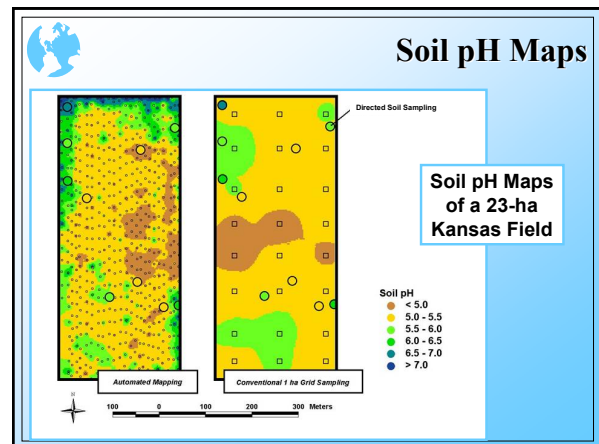 Soil pH Maps
Directed Soil Sampling
Soil pH Maps
of a 23-ha
Kansas Field
Soil pH
< 5.0
5.0 - 5.5
5.5 - 6.0
6.0 - 6.5
6.5 - 7.0
> 7.0
Automated Mapping
Conventional 1 ha Grid Sampling
N
100 0 100 200 300 Meters